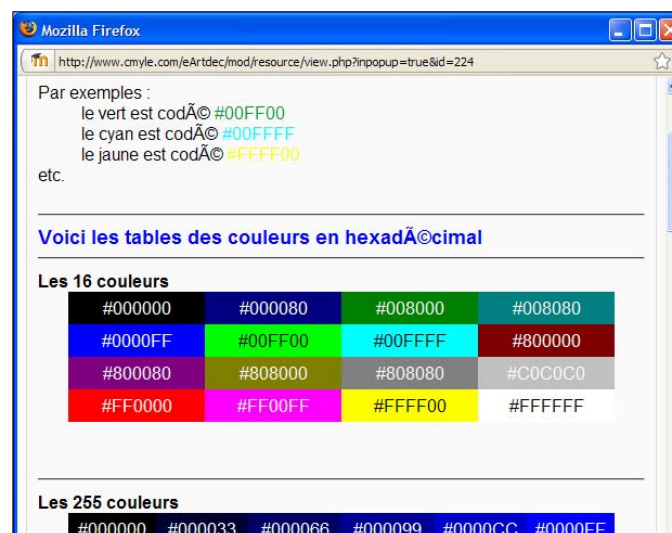 Mozilla Firefox
http://www.cmyle.com/eArtdec/mod/resource/view.php?inpopup=true&id=224
Par exemples :
le vert est codÃ© #00FF00
le cyan est codÃ© #00FFFF
le jaune est codÃ© #FFFF00
etc.
Voici les tables des couleurs en hexadÃ©cimal
Les 16 couleurs
#000000 #000080 #008000 #008080
#0000FF #00FF00 #00FFFF #800000
#800080 #808000 #808080 #C0C0C0
#FF0000 #FF00FF #FFFF00 #FFFFFF
Les 255 couleurs
#000000 #000033 #000066 #000099 #0000CC #0000FF